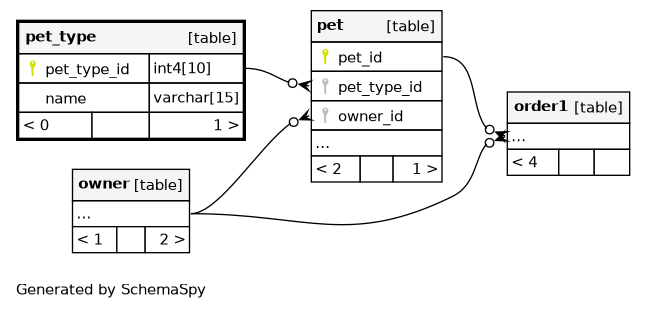 pet_type [table]
pet_type_id int4[10]
name varchar[15]
< 0 1 >
pet [table]
pet_id
pet_type_id
owner_id
...
< 2 1 >
order1 [table]
...
< 4
owner [table]
...
< 1 2 >
Generated by SchemaSpy